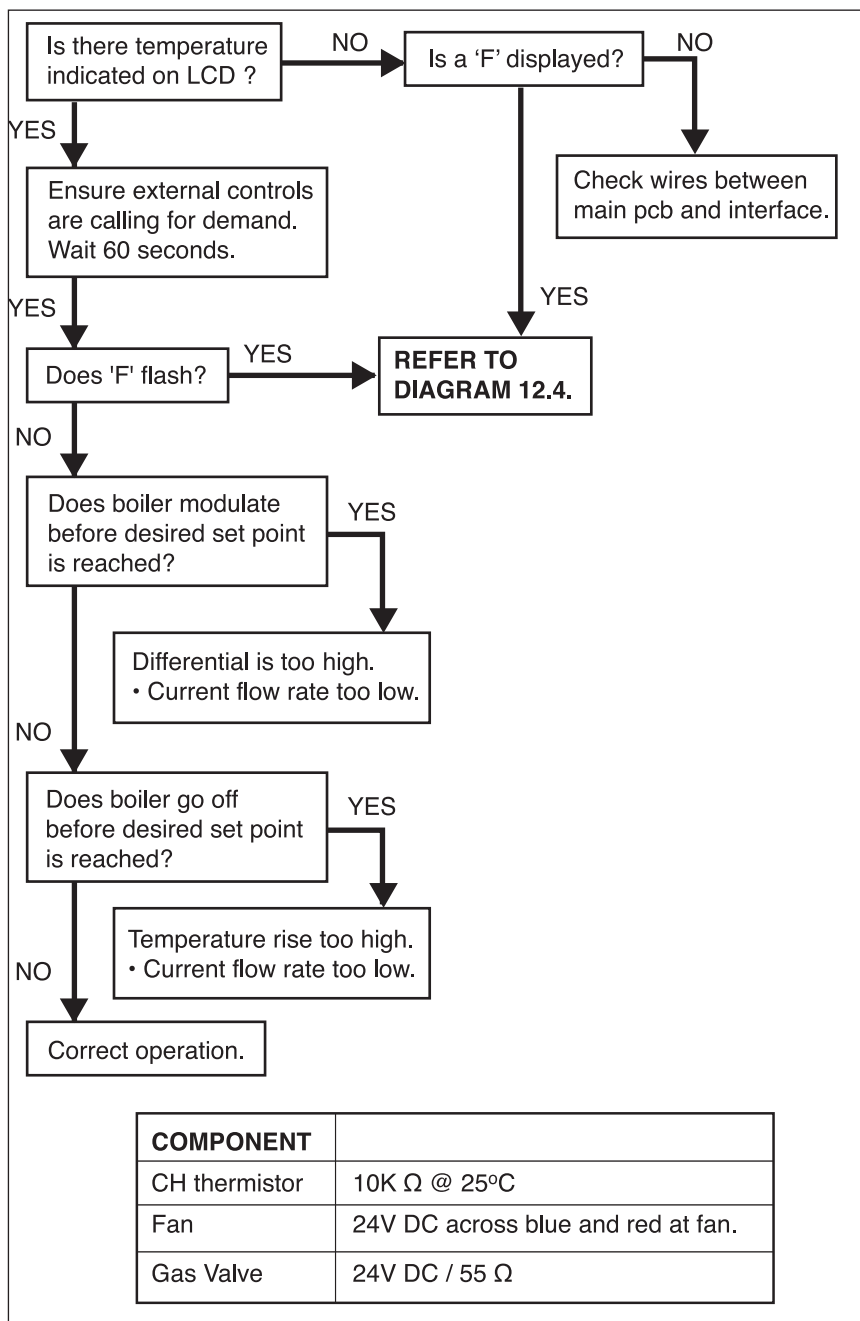 Is there temperature
indicated on LCD ?
NO
Is a ‘F’ displayed?
NO
YES
Ensure external controls
are calling for demand.
Wait 60 seconds.
Check wires between
main pcb and interface.
YES
YES
Does 'F' flash?
YES
REFER TO
DIAGRAM 12.4.
NO
Does boiler modulate
before desired set point
is reached?
YES
Differential is too high.
• Current flow rate too low.
NO
Does boiler go off
before desired set point
is reached?
YES
Temperature rise too high.
• Current flow rate too low.
NO
Correct operation.
COMPONENT
CH thermistor 10K Ω @ 25ºC
Fan 24V DC across blue and red at fan.
Gas Valve 24V DC / 55 Ω